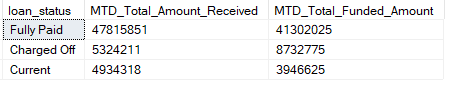 loan_status MTD_Total_Amount_Received MTD_Total_Funded_Amount
Fully Paid 47815851 41302025
Charged Off 5324211 8732775
Current 4934318 3946625